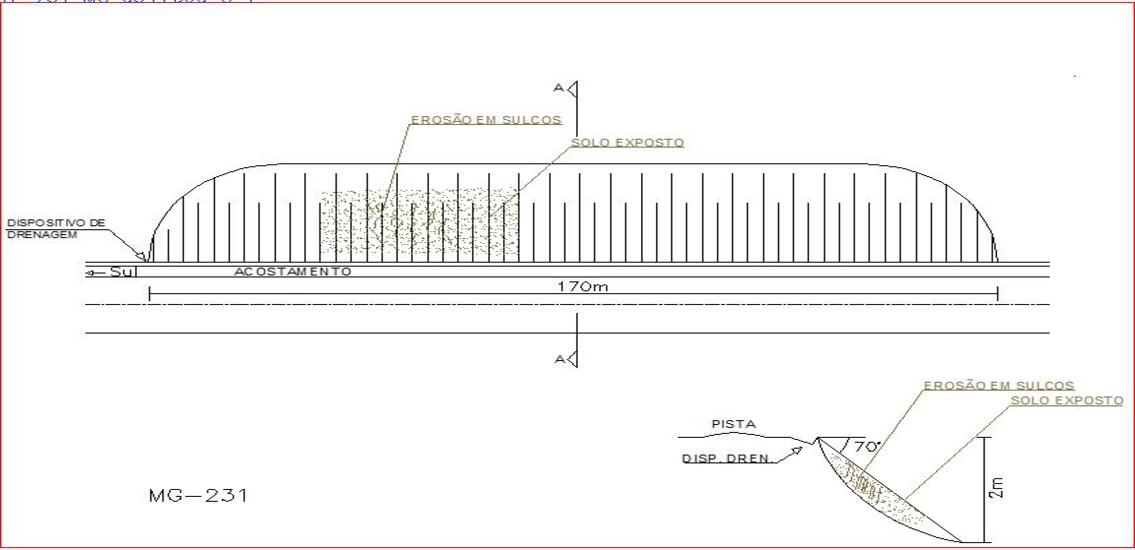 A
EROSÃO EM SULCOS
SOLO EXPOSTO
DISPOSITIVO DE
DRENAGEM
Sul
ACOSTAMENTO
170m
A
EROSÃO EM SULCOS
SOLO EXPOSTO
PISTA
70°
DISP. DREN.
2m
MG-231